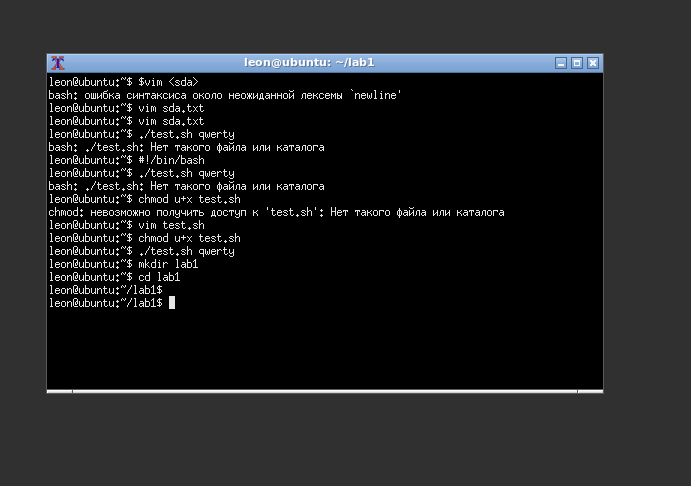 leon@ubuntu: ~/lab1
leon@ubuntu:~$ $vim <sda>
bash: ошибка синтаксиса около неожиданной лексемы `newline'
leon@ubuntu:~$ vim sda.txt
leon@ubuntu:~$ vim sda.txt
leon@ubuntu:~$ ./test.sh qwerty
bash: ./test.sh: Нет такого файла или каталога
leon@ubuntu:~$ #!/bin/bash
leon@ubuntu:~$ ./test.sh qwerty
bash: ./test.sh: Нет такого файла или каталога
leon@ubuntu:~$ chmod u+x test.sh
chmod: невозможно получить доступ к 'test.sh': Нет такого файла или каталога
leon@ubuntu:~$ vim test.sh
leon@ubuntu:~$ chmod u+x test.sh
leon@ubuntu:~$ ./test.sh qwerty
leon@ubuntu:~$ mkdir lab1
leon@ubuntu:~$ cd lab1
leon@ubuntu:~/lab1$
leon@ubuntu:~/lab1$